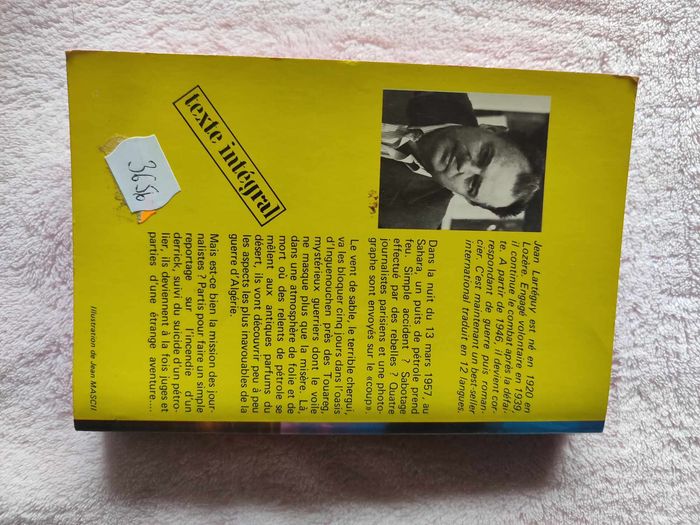 Jean Lartéguy est né en 1920 en
Lozère. Engagé volontaire en 1939,
il continue le combat après la défai-
te. A partir de 1946, il devient cor-
respondant de guerre puis roman-
cier. C'est maintenant un best-seller
international traduit en 12 langues.
Dans la nuit du 13 mars 1957, au
Sahara, un puits de pétrole prend
feu. Simple accident ? Sabotage
effectué par des rebelles ? Quatre
journalistes parisiens et une photo-
graphe sont envoyés sur le «coup».
Le vent de sable, le terrible chergui,
va les bloquer cinq jours dans l'oasis
d'Inguenouchen près des Touareg,
mystérieux guerriers dont le voile
ne masque plus que la misère. Là,
dans une atmosphère de folie et de
mort où des relents de pétrole se
mêlent aux antiques parfums du
désert, ils vont découvrir peu à peu
les aspects les plus inavouables de la
guerre d'Algérie.
Mais est-ce bien la mission des jour-
nalistes ? Partis pour faire un simple
reportage sur l'incendie d'un
derrick, suivi du suicide d'un pétro-
lier, ils deviennent à la fois juges et
parties d'une étrange aventure....
texte intégral
36 50
Illustration de Jean MASCII